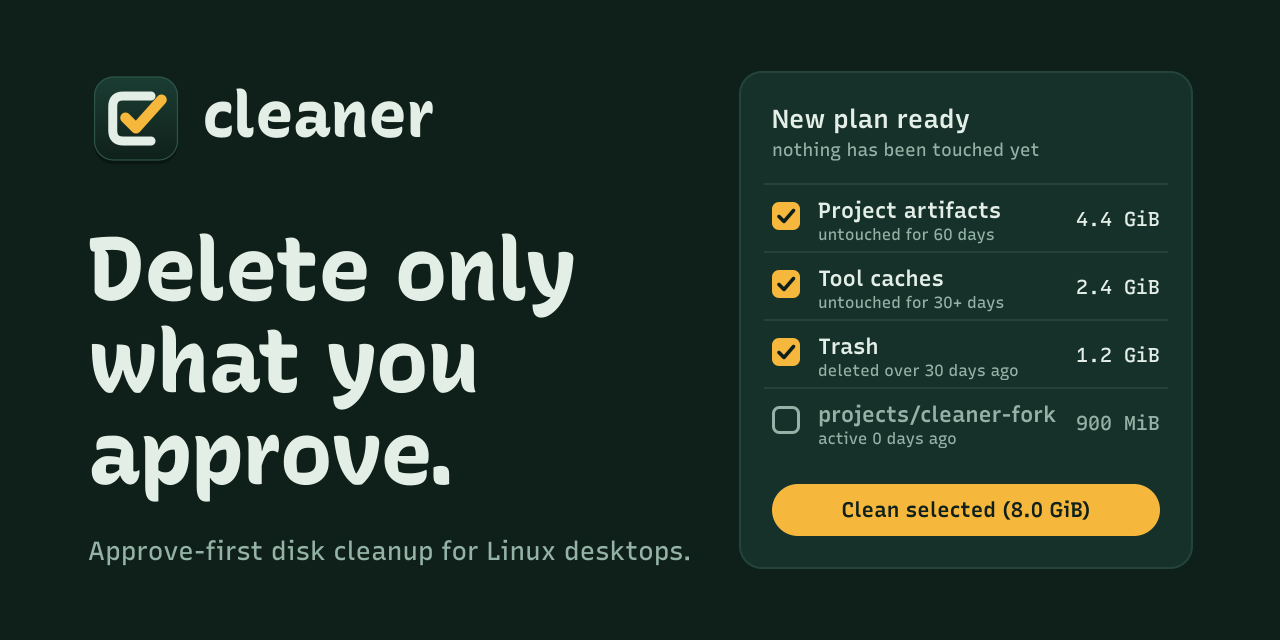 cleaner
Delete only
what you
approve.
Approve-first disk cleanup for Linux desktops.
New plan ready
nothing has been touched yet
Project artifacts
untouched for 60 days
4.4 GiB
Tool caches
untouched for 30+ days
2.4 GiB
Trash
deleted over 30 days ago
1.2 GiB
projects/cleaner-fork
active 0 days ago
900 MiB
Clean selected (8.0 GiB)